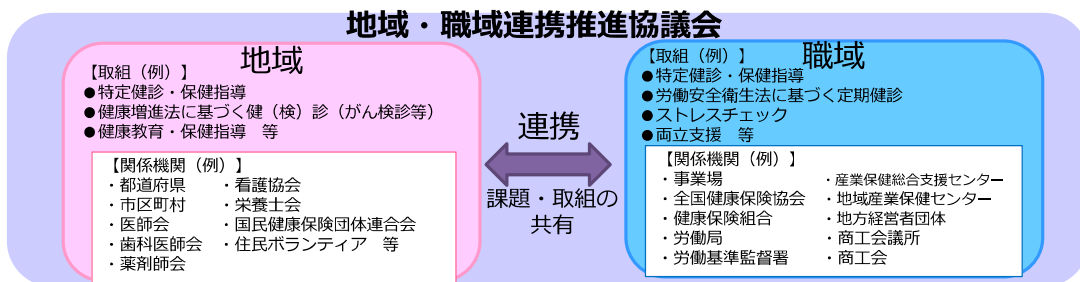 地域・職域連携推進協議会
地域
【取組（例）】
●特定健診・保健指導
●健康増進法に基づく健（検）診（がん検診等）
●健康教育・保健指導　等
【関係機関（例）】
・都道府県　・看護協会
・市区町村　・栄養士会
・医師会　・国民健康保険団体連合会
・歯科医師会　・住民ボランティア　等
・薬剤師会
連携
課題・取組の
共有
職域
【取組（例）】
●特定健診・保健指導
●労働安全衛生法に基づく定期健診
●ストレスチェック
●両立支援　等
【関係機関（例）】
・事業場　・産業保健総合支援センター
・全国健康保険協会　・地域産業保健センター
・健康保険組合　・地方経営者団体
・労働局　・商工会議所
・労働基準監督署　・商工会